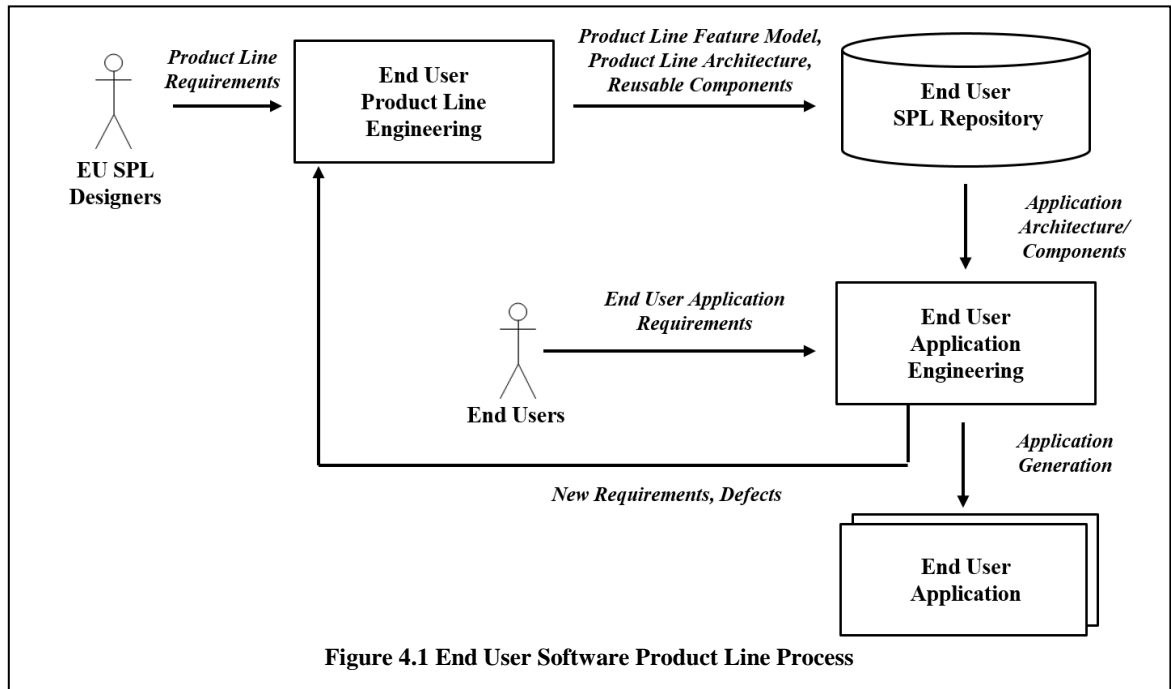 Product Line
Requirements
EU SPL
Designers
End User
Product Line
Engineering
Product Line Feature Model,
Product Line Architecture,
Reusable Components
End User
SPL Repository
Application
Architecture/
Components
End User Application
Requirements
End Users
End User
Application
Engineering
New Requirements, Defects
Application
Generation
End User
Application
Figure 4.1 End User Software Product Line Process